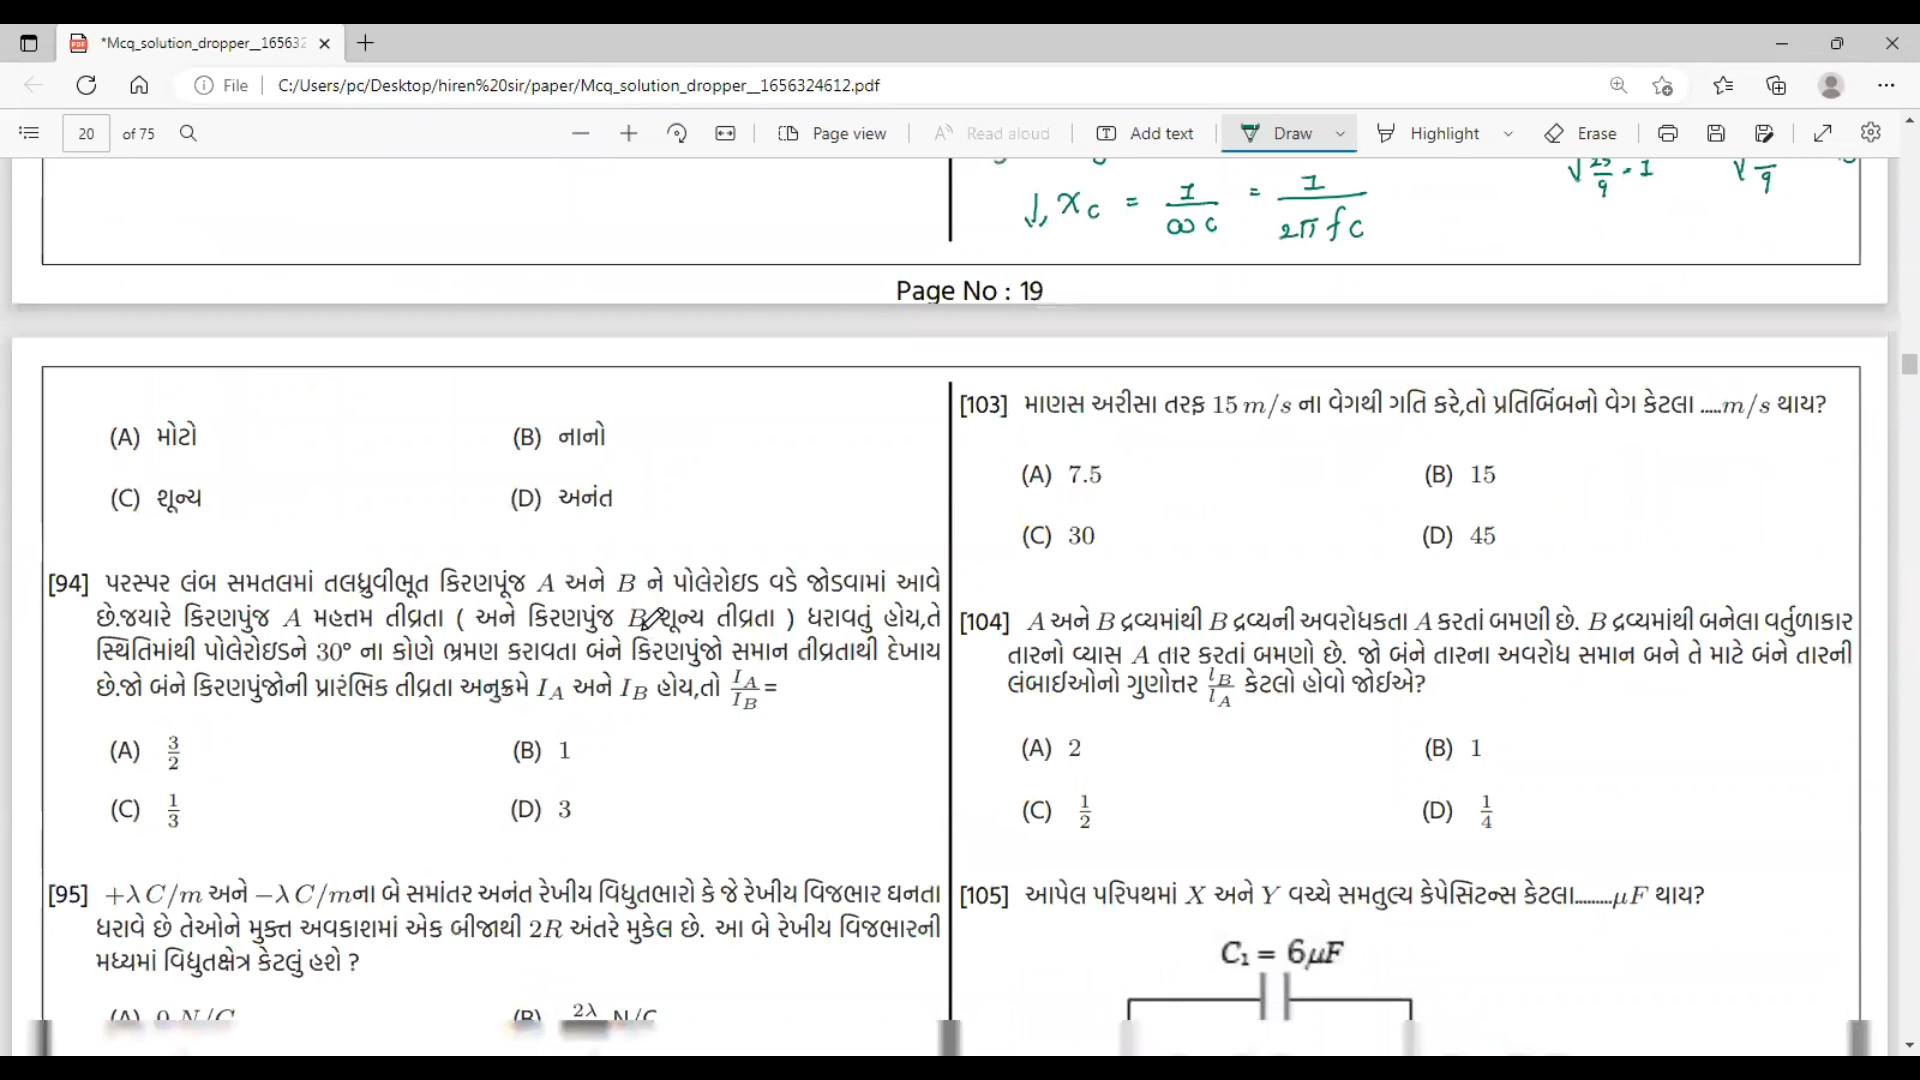 *Mcq_solution_dropper__165632
File
C:/Users/pc/Desktop/hiren%20sir/paper/Mcq_solution_dropper__1656324612.pdf
20 of 75
Page view
Read aloud
Add text
Draw
Highlight
Erase
↓, Xc = 1/ωC = 1/2π f C
Page No : 19
(A) મોટો (B) નાનો
(C) શૂન્ય (D) અનંત
[94] પરસ્પર લંબ સમતલમાં તલધ્રુવીભૂત કિરણપૂંજ A અને B ને પોલેરોઇડ વડે જોડવામાં આવે
છે.જયારે કિરણપુંજ A મહત્તમ તીવ્રતા ( અને કિરણપુંજ B શૂન્ય તીવ્રતા ) ધરાવતું હોય,તે
સ્થિતિમાંથી પોલેરોઇડને 30° ના કોણે ભ્રમણ કરાવતા બંને કિરણપુંજો સમાન તીવ્રતાથી દેખાય
છે.જો બંને કિરણપુંજોની પ્રારંભિક તીવ્રતા અનુક્રમે I_A અને I_B હોય,તો I_A/I_B =
(A) 3/2 (B) 1
(C) 1/3 (D) 3
[95] +λ C/m અને −λ C/mના બે સમાંતર અનંત રેખીય વિધુતભારો કે જે રેખીય વિજભાર ઘનતા
ધરાવે છે તેઓને મુક્ત અવકાશમાં એક બીજાથી 2R અંતરે મુકેલ છે. આ બે રેખીય વિજભારની
મધ્યમાં વિધુતક્ષેત્ર કેટલું હશે ?
(A) 0 N/C (B) 2λ N/C
[103] માણસ અરીસા તરફ 15 m/s ના વેગથી ગતિ કરે,તો પ્રતિબિંબનો વેગ કેટલા .....m/s થાય?
(A) 7.5 (B) 15
(C) 30 (D) 45
[104] A અને B દ્રવ્યમાંથી B દ્રવ્યની અવરોધકતા A કરતાં બમણી છે. B દ્રવ્યમાંથી બનેલા વર્તુળાકાર
તારનો વ્યાસ A તાર કરતાં બમણો છે. જો બંને તારના અવરોધ સમાન બને તે માટે બંને તારની
લંબાઈઓનો ગુણોત્તર l_B/l_A કેટલો હોવો જોઈએ?
(A) 2 (B) 1
(C) 1/2 (D) 1/4
[105] આપેલ પરિપથમાં X અને Y વચ્ચે સમતુલ્ય કેપેસિટન્સ કેટલા.........μF થાય?
C₁ = 6μF